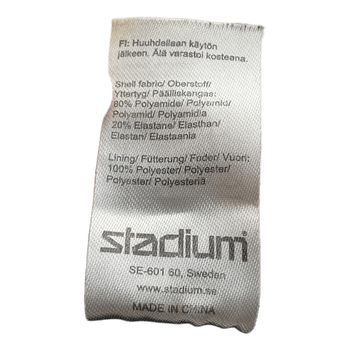 FI: Huuhdellaan käytön
jälkeen. Älä varastoi kosteana.
Shell fabric/ Oberstoff/
Yttertyg/ Päälliskangas:
80% Polyamide/ Polyamid/
Polyamid/ Polyamidia
20% Elastane/ Elasthan/
Elastan/ Elastaania
Lining/ Fütterung/ Foder/ Vuori:
100% Polyester/ Polyester/
Polyester/ Polyesteriä
stadium
SE-601 60, Sweden
www.stadium.se
MADE IN CHINA